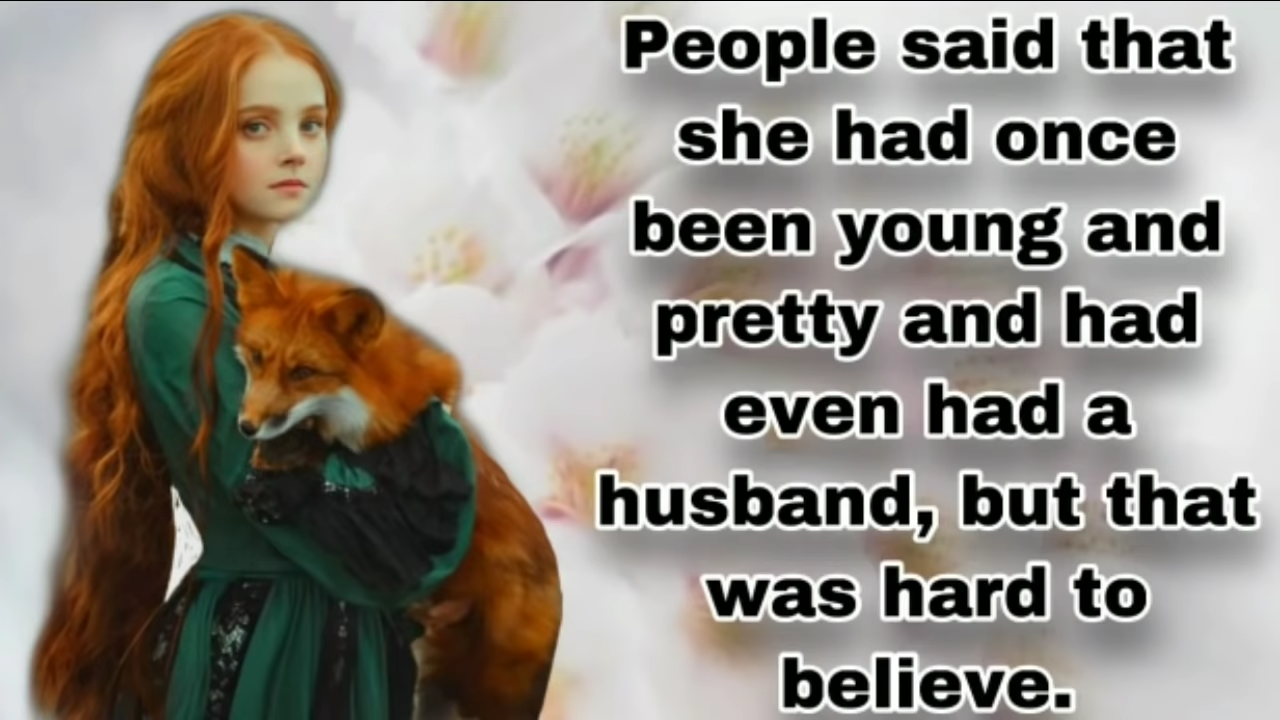 People said that
she had once
been young and
pretty and had
even had a
husband, but that
was hard to
believe.